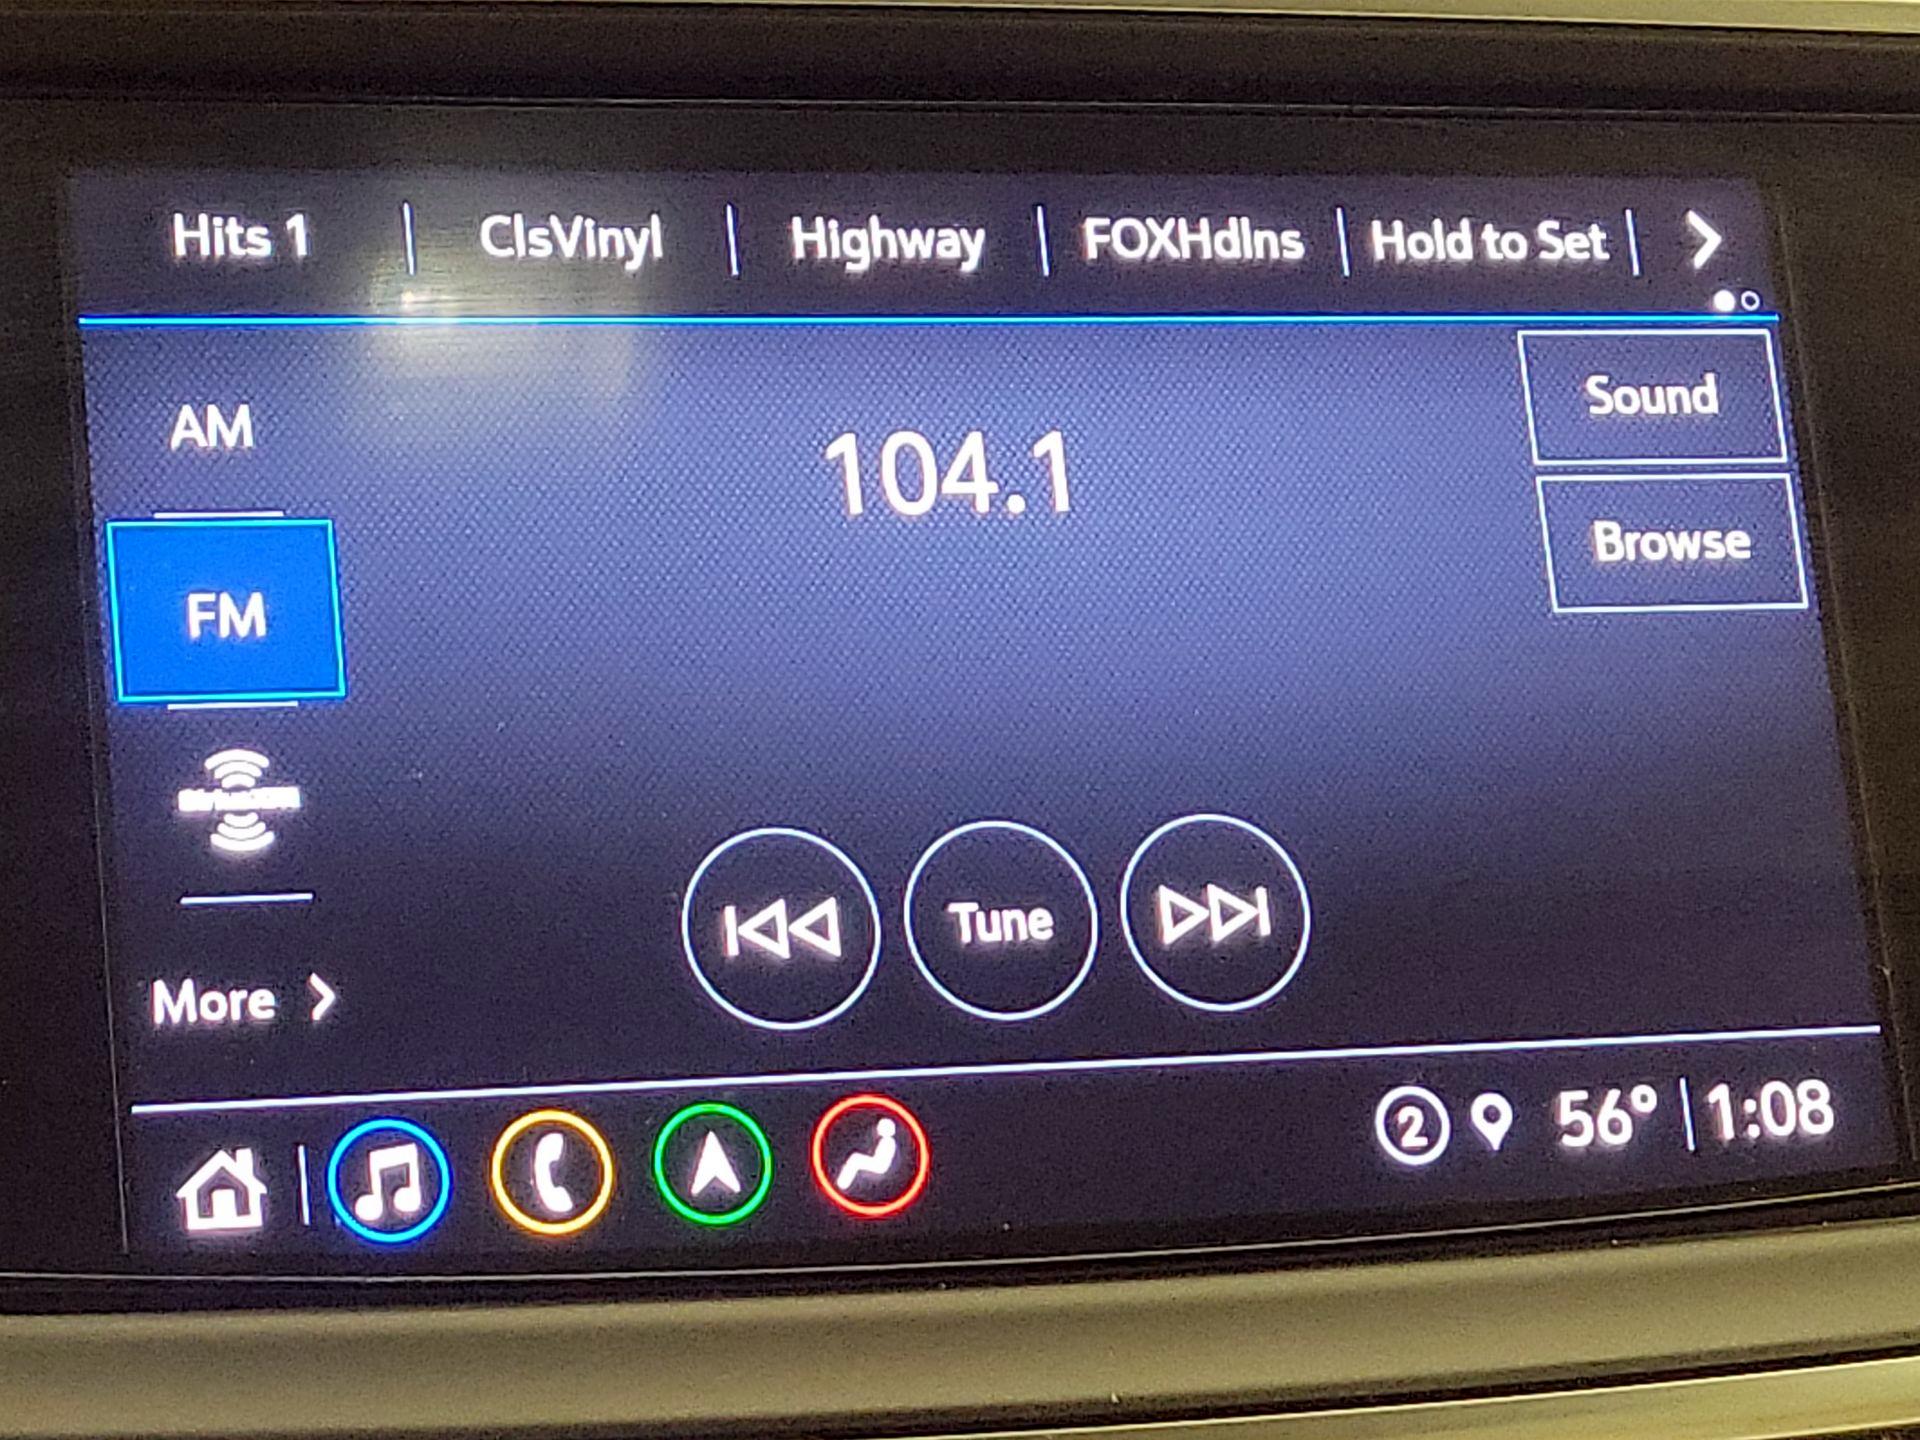 Hits 1 | ClsVinyl | Highway | FOXHdlns | Hold to Set |
Sound
AM
104.1
Browse
FM
Tune
More
2 56° | 1:08